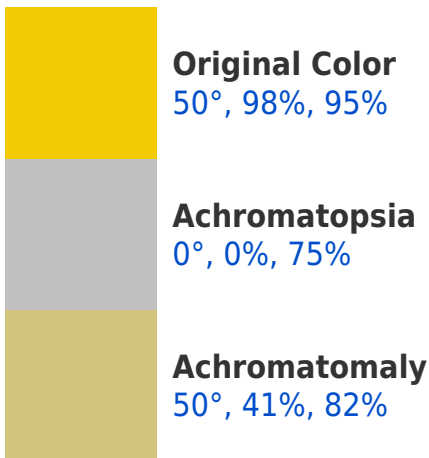 Original Color
50°, 98%, 95%
Achromatopsia
0°, 0%, 75%
Achromatomaly
50°, 41%, 82%